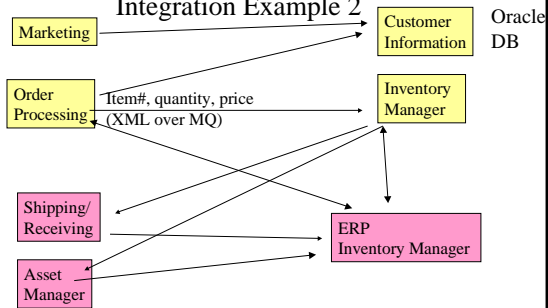 Integration Example 2
Marketing
Customer
Information
Oracle
DB
Order
Processing
Item#, quantity, price
(XML over MQ)
Inventory
Manager
Shipping/
Receiving
ERP
Inventory Manager
Asset
Manager